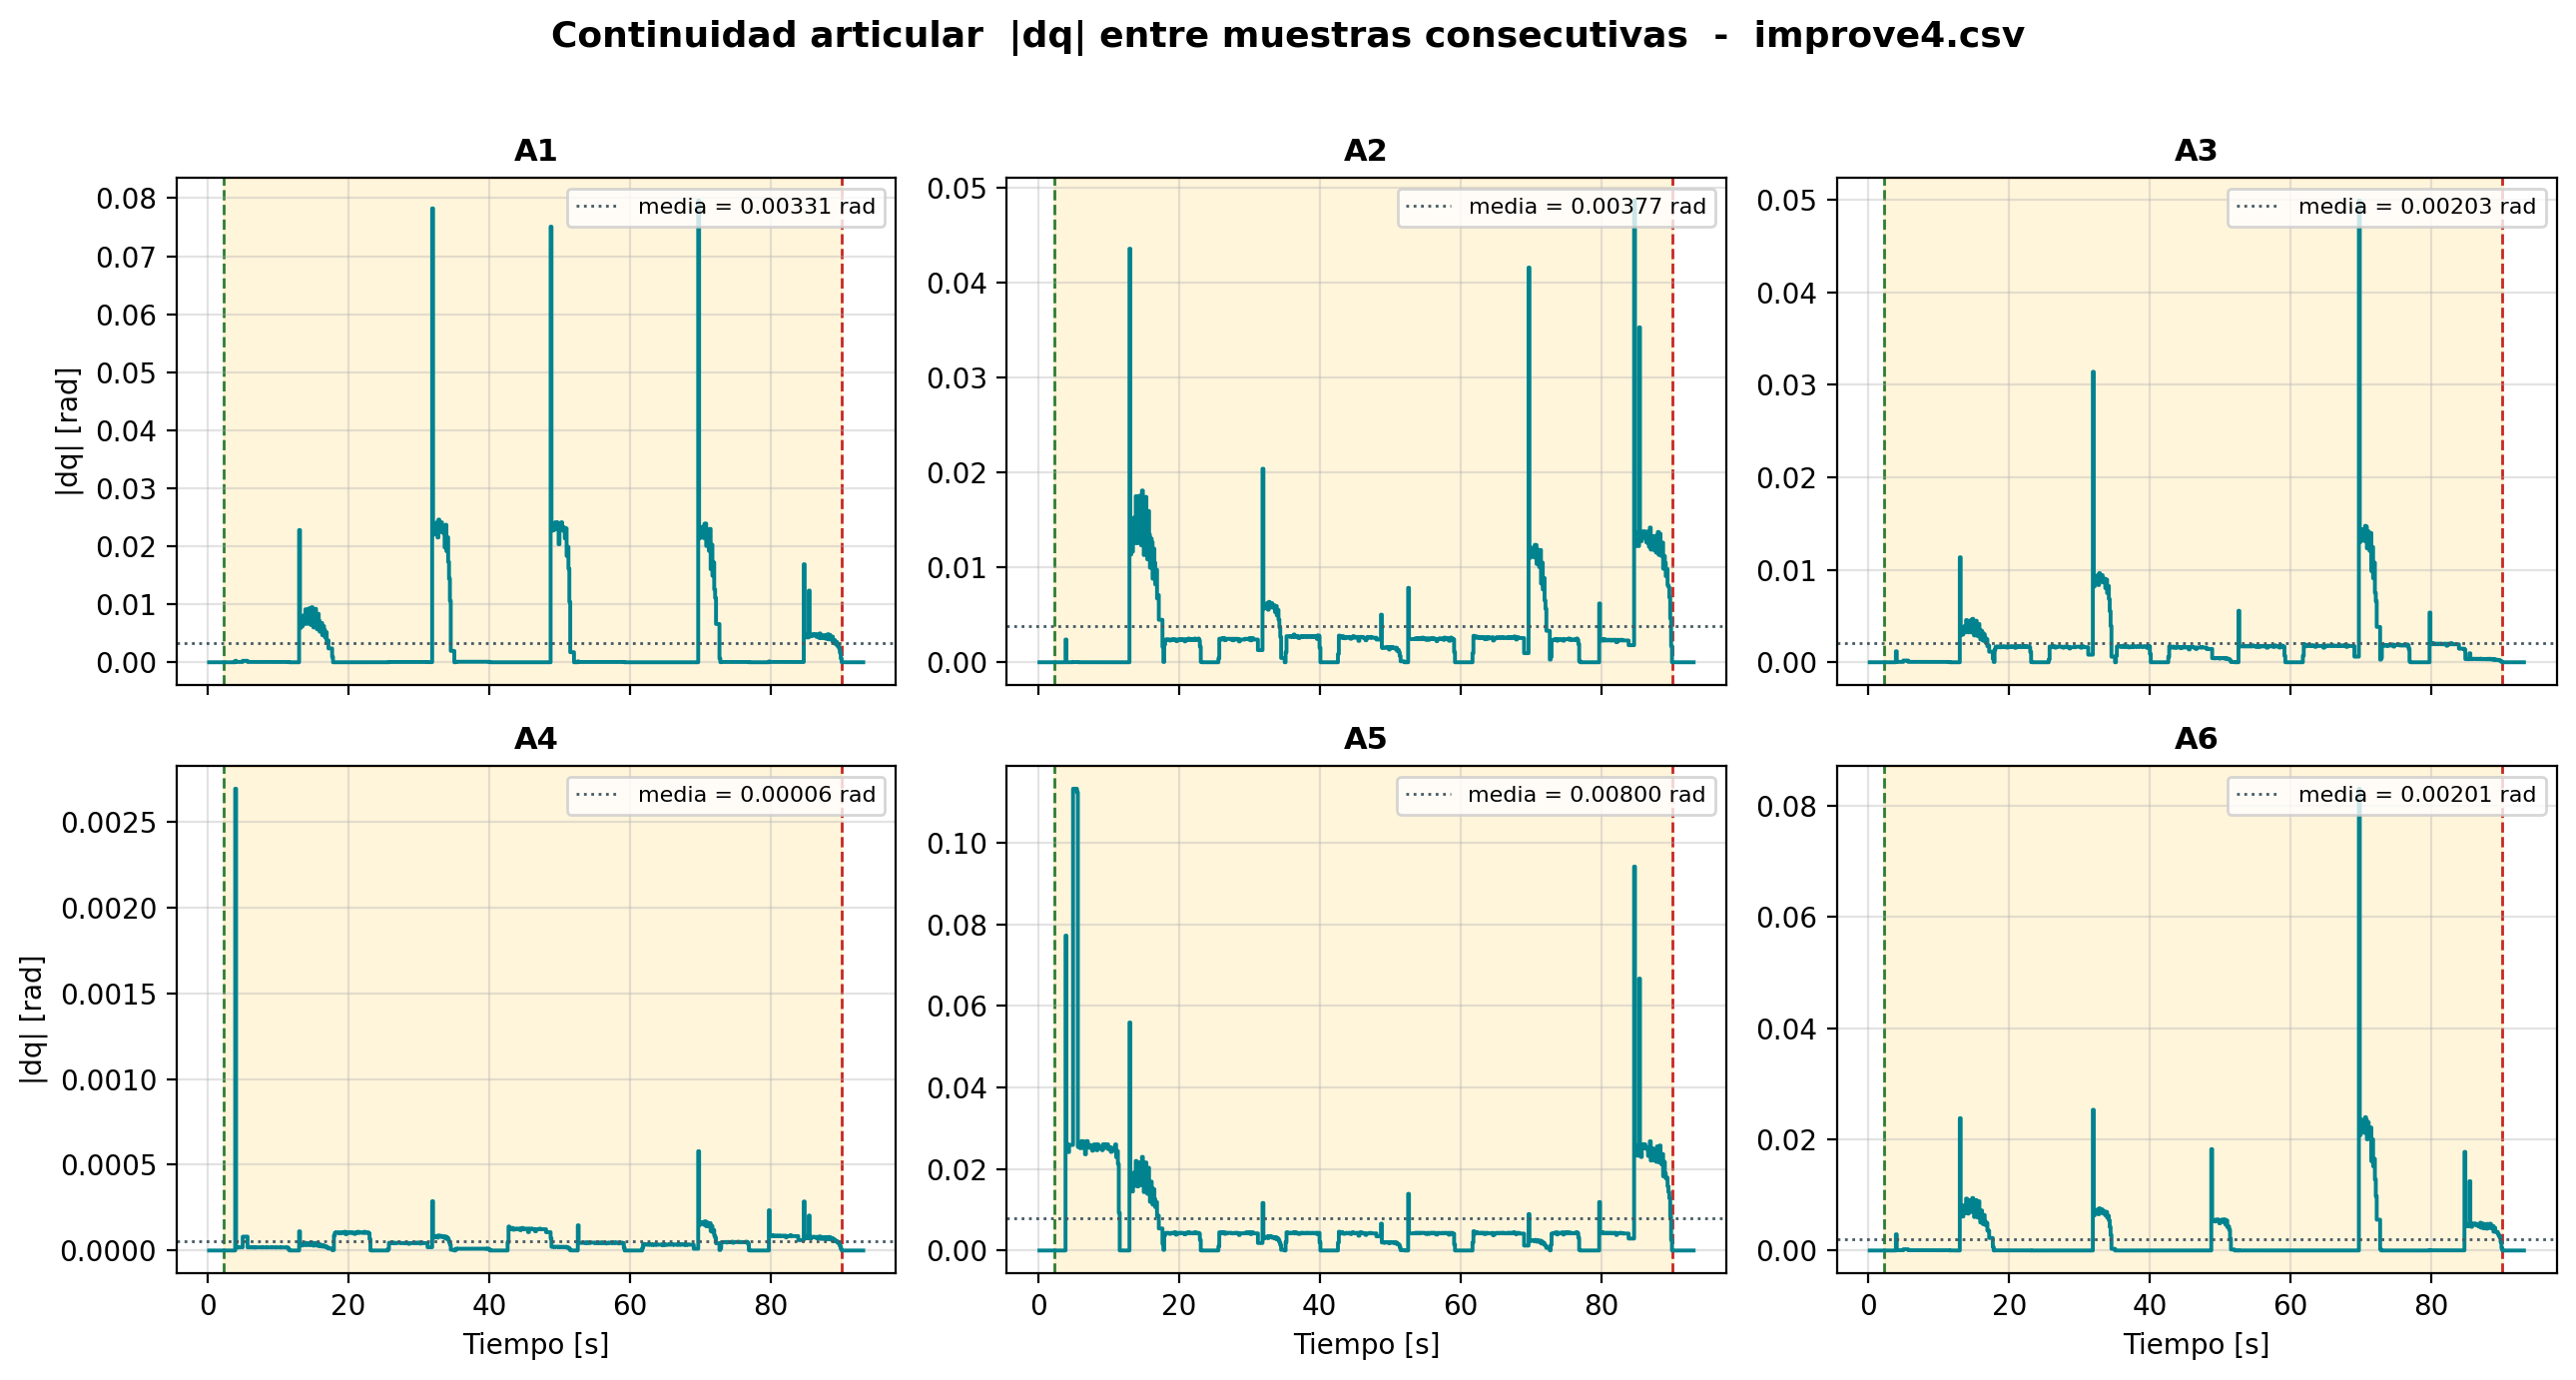 Continuidad articular |dq| entre muestras consecutivas - improve4.csv
A1
A2
A3
media = 0.00331 rad
media = 0.00377 rad
media = 0.00203 rad
|dq| [rad]
0.08
0.07
0.06
0.05
0.04
0.03
0.02
0.01
0.00
0.05
0.04
0.03
0.02
0.01
0.00
0.05
0.04
0.03
0.02
0.01
0.00
A4
A5
A6
media = 0.00006 rad
media = 0.00800 rad
media = 0.00201 rad
|dq| [rad]
0.0025
0.0020
0.0015
0.0010
0.0005
0.0000
0.10
0.08
0.06
0.04
0.02
0.00
0.08
0.06
0.04
0.02
0.00
0 20 40 60 80
0 20 40 60 80
0 20 40 60 80
Tiempo [s]
Tiempo [s]
Tiempo [s]